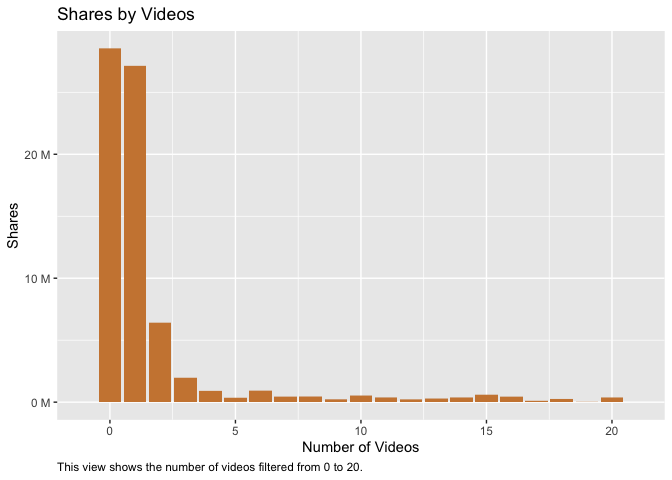 Shares by Videos
Shares
20 M
10 M
0 M
0
5
10
15
20
Number of Videos
This view shows the number of videos filtered from 0 to 20.